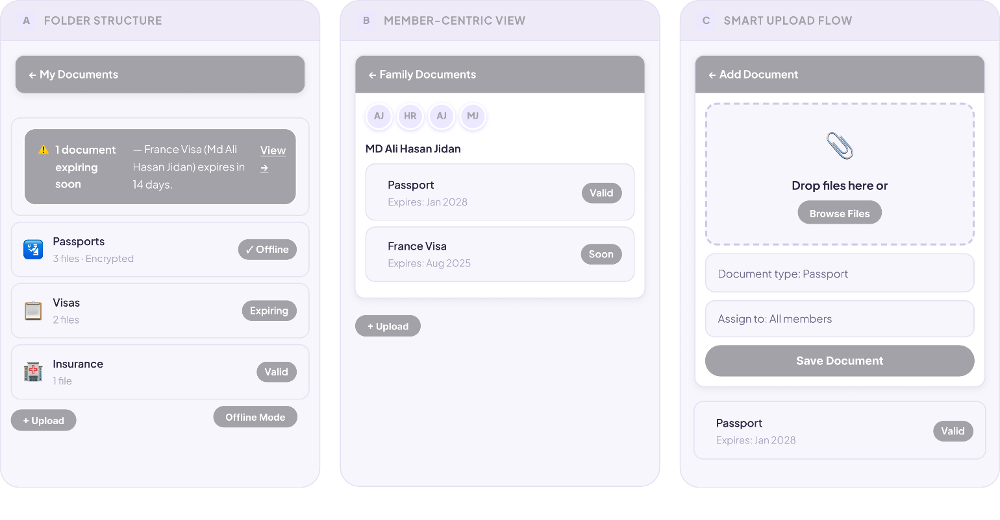 A FOLDER STRUCTURE
← My Documents
⚠️ 1 document expiring soon — France Visa (Md Ali Hasan Jidan) expires in 14 days. View →
Passports
3 files · Encrypted
✓ Offline
Visas
2 files
Expiring
Insurance
1 file
Valid
+ Upload
Offline Mode
B MEMBER-CENTRIC VIEW
← Family Documents
AJ HR AJ MJ
MD Ali Hasan Jidan
Passport
Expires: Jan 2028
Valid
France Visa
Expires: Aug 2025
Soon
+ Upload
C SMART UPLOAD FLOW
← Add Document
Drop files here or
Browse Files
Document type: Passport
Assign to: All members
Save Document
Passport
Expires: Jan 2028
Valid